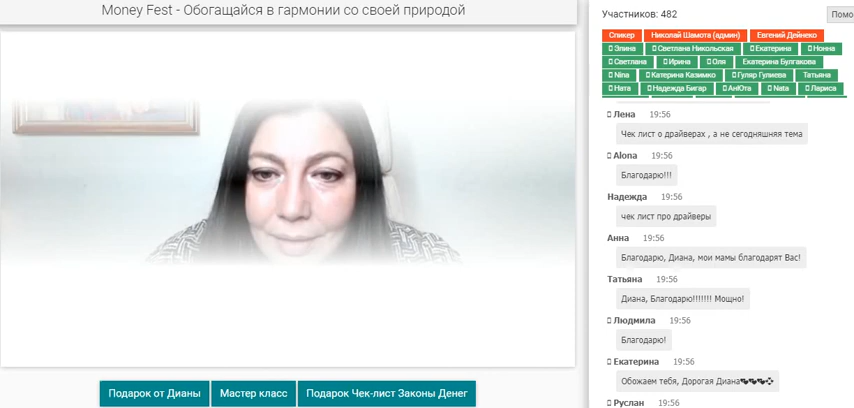 Money Fest - Обогащайся в гармонии со своей природой
Подарок от Дианы
Мастер класс
Подарок Чек-лист Законы Денег
Участников: 482
Помо
Спикер
Николай Шамота (админ)
Евгений Дейнеко
Элина
Светлана Никольская
Екатерина
Нонна
Светлана
Ирина
Оля
Екатерина Булгакова
Nina
Катерина Казимко
Гуляр Гулиева
Татьяна
Ната
Надежда Бигар
АнЮта
Nata
Лариса
Лена 19:56
Чек лист о драйверах , а не сегодняшняя тема
Alona 19:56
Благодарю!!!
Надежда 19:56
чек лист про драйверы
Анна 19:56
Благодарю, Диана, мои мамы благодарят Вас!
Татьяна 19:56
Диана, Благодарю!!!!!!! Мощно!
Людмила 19:56
Благодарю!
Екатерина 19:56
Обожаем тебя, Дорогая Диана
Руслан 19:56